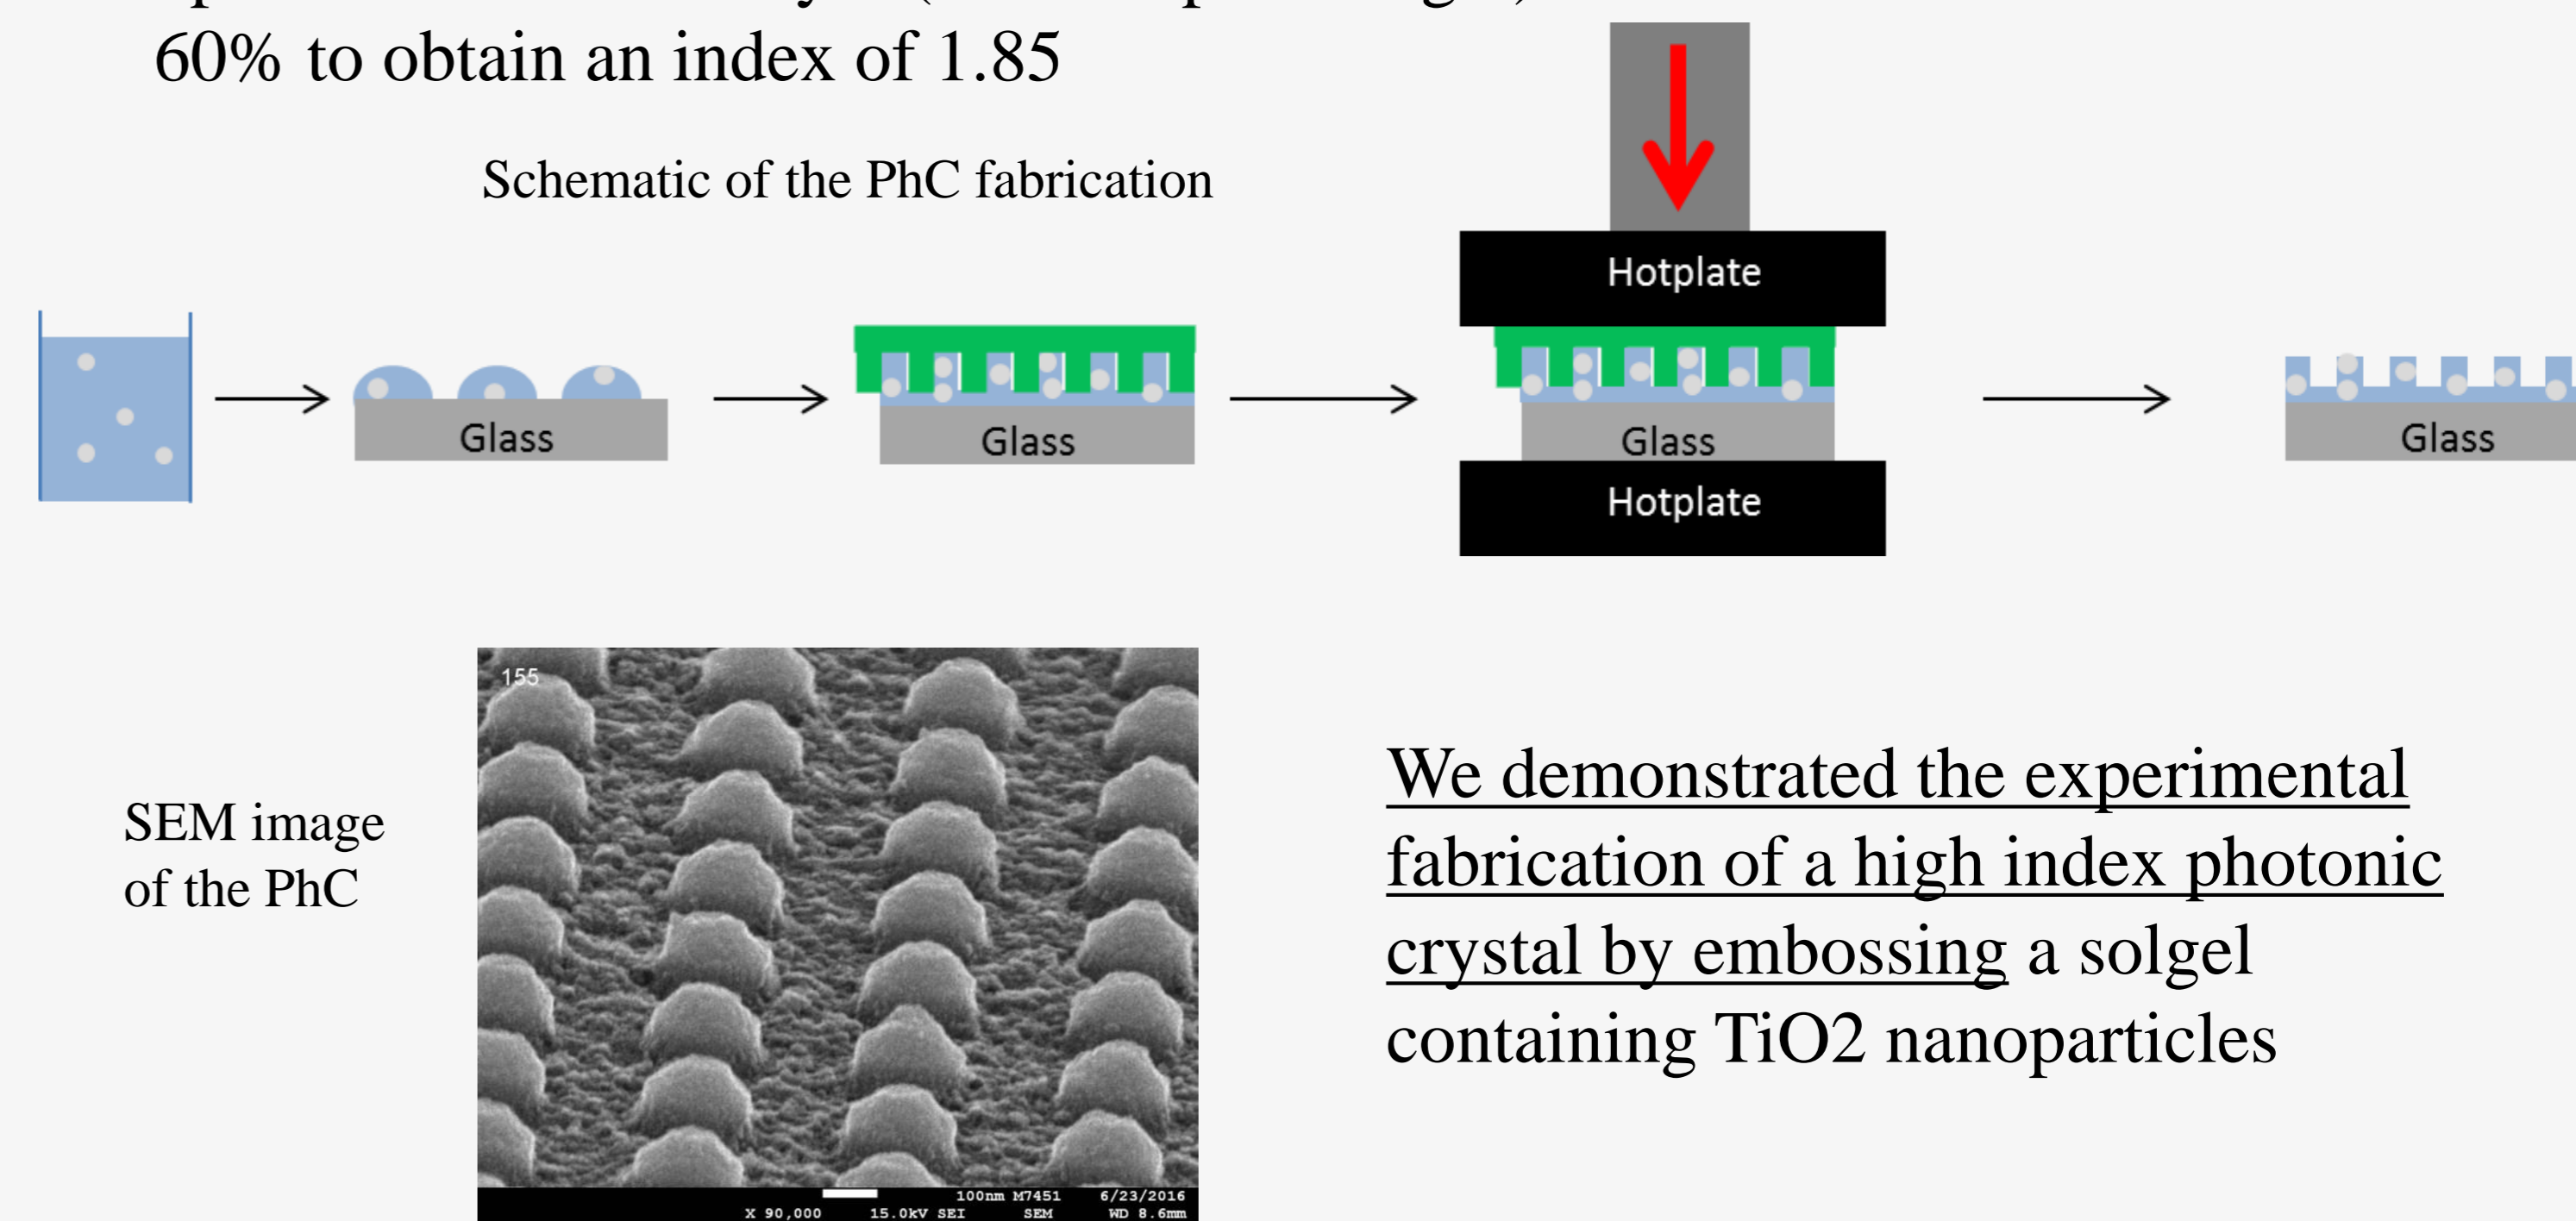 60% to obtain an index of 1.85
Schematic of the PhC fabrication
Hotplate
Glass
Glass
Glass
Glass
Hotplate
155
SEM image
of the PhC
We demonstrated the experimental
fabrication of a high index photonic
crystal by embossing a solgel
containing TiO2 nanoparticles
100nm M7451 6/23/2016
X 90,000 15.0kV SEI SEM WD 8.6mm